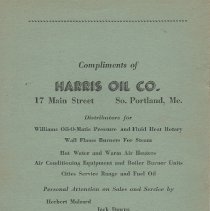 Compliments of
HARRIS OIL CO.
17 Main Street So. Portland, Me.
Distributors for
Williams Oil-O-Matic Pressure and Fluid Heat Rotary
Wall Flame Burners For Steam
Hot Water and Warm Air Heaters
Air Conditioning Equipment and Boiler Burner Units
Cities Service Range and Fuel Oil
Personal Attention on Sales and Service by
Herbert
Jack